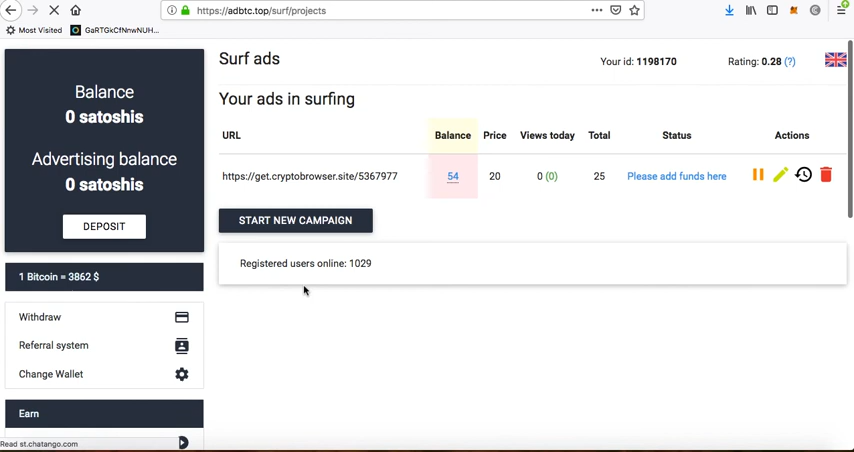 https://adbtc.top/surf/projects
Most Visited
GaRTGkCfNnwNUH...
Balance
0 satoshis
Advertising balance
0 satoshis
DEPOSIT
1 Bitcoin = 3862 $
Withdraw
Referral system
Change Wallet
Earn
Read st.chatango.com
Surf ads
Your id: 1198170
Rating: 0.28 (?)
Your ads in surfing
URL Balance Price Views today Total Status Actions
https://get.cryptobrowser.site/5367977 54 20 0 (0) 25 Please add funds here
START NEW CAMPAIGN
Registered users online: 1029